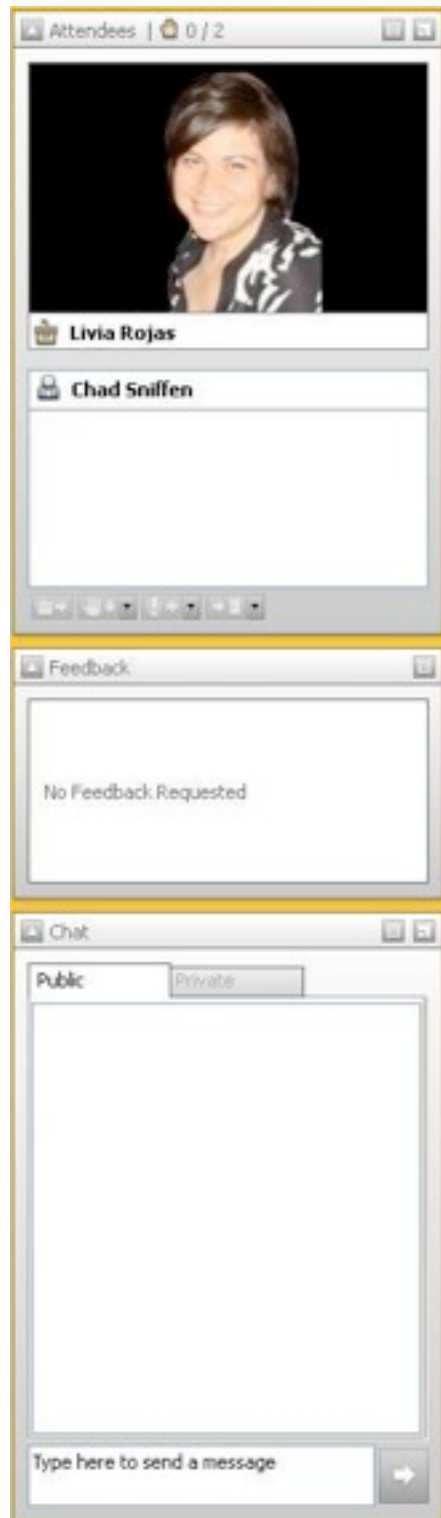 Attendees | 0 / 2
Livia Rojas
Chad Sniffen
Feedback
No Feedback Requested
Chat
Public Private
Type here to send a message